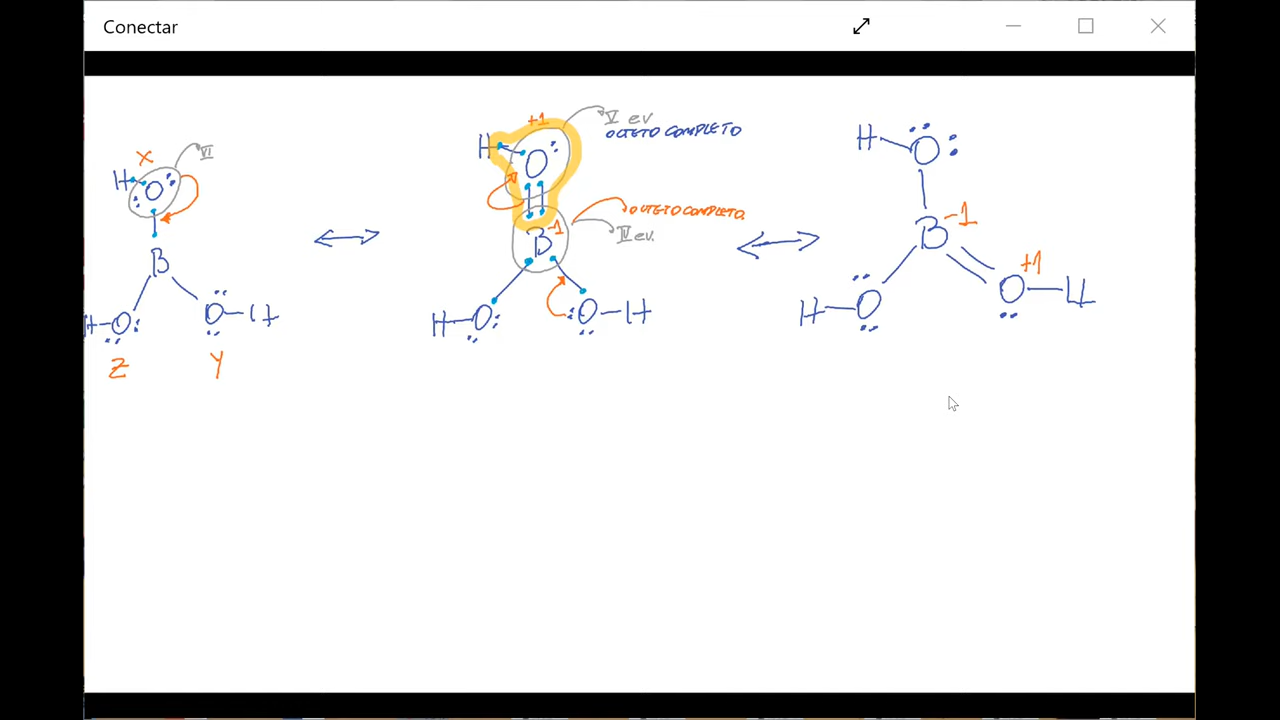 Conectar
X
VI
H-O
B
H-O
O-H
Z
Y
+1
V ev
OCTETO COMPLETO
H-O
B -1
OCTETO COMPLETO.
IV ev.
H-O
O-H
H-O
B -1
+1
H-O
O-H